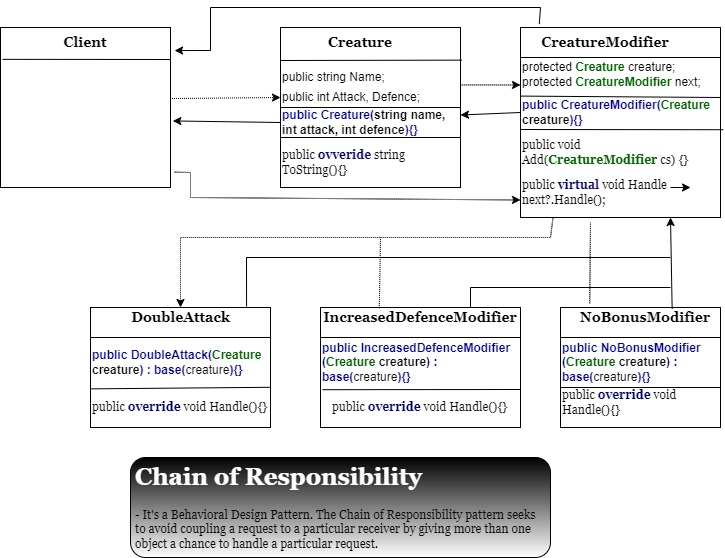 Client
Creature
public string Name;
public int Attack, Defence;
public Creature(string name,
int attack, int defence){}
public ovveride string
ToString(){}
CreatureModifier
protected Creature creature;
protected CreatureModifier next;
public CreatureModifier(Creature
creature){}
public void
Add(CreatureModifier cs) {}
public virtual void Handle
next?.Handle();
DoubleAttack
public DoubleAttack(Creature
creature) : base(creature){}
public override void Handle(){}
IncreasedDefenceModifier
public IncreasedDefenceModifier
(Creature creature) :
base(creature){}
public override void Handle(){}
NoBonusModifier
public NoBonusModifier
(Creature creature) :
base(creature){}
public override void
Handle(){}
Chain of Responsibility
- It's a Behavioral Design Pattern. The Chain of Responsibility pattern seeks
to avoid coupling a request to a particular receiver by giving more than one
object a chance to handle a particular request.